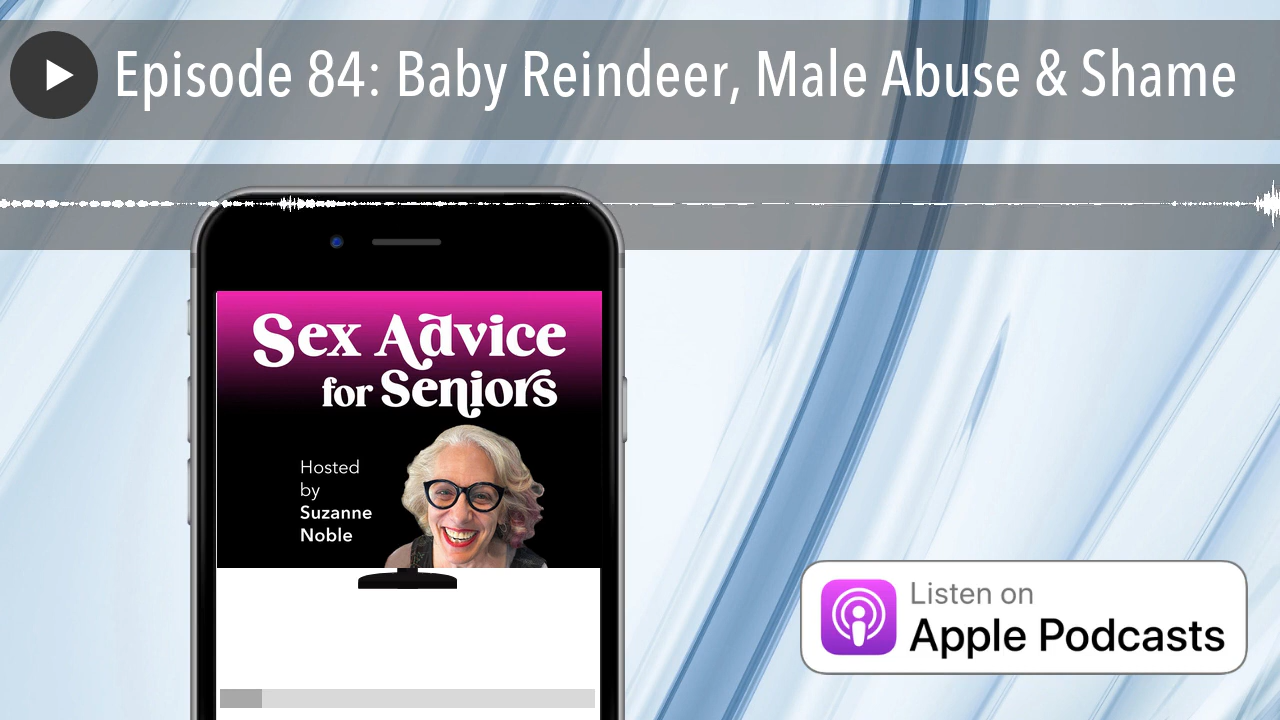 Episode 84: Baby Reindeer, Male Abuse & Shame
Sex Advice
for Seniors
Hosted
by
Suzanne
Noble
Listen on
Apple Podcasts